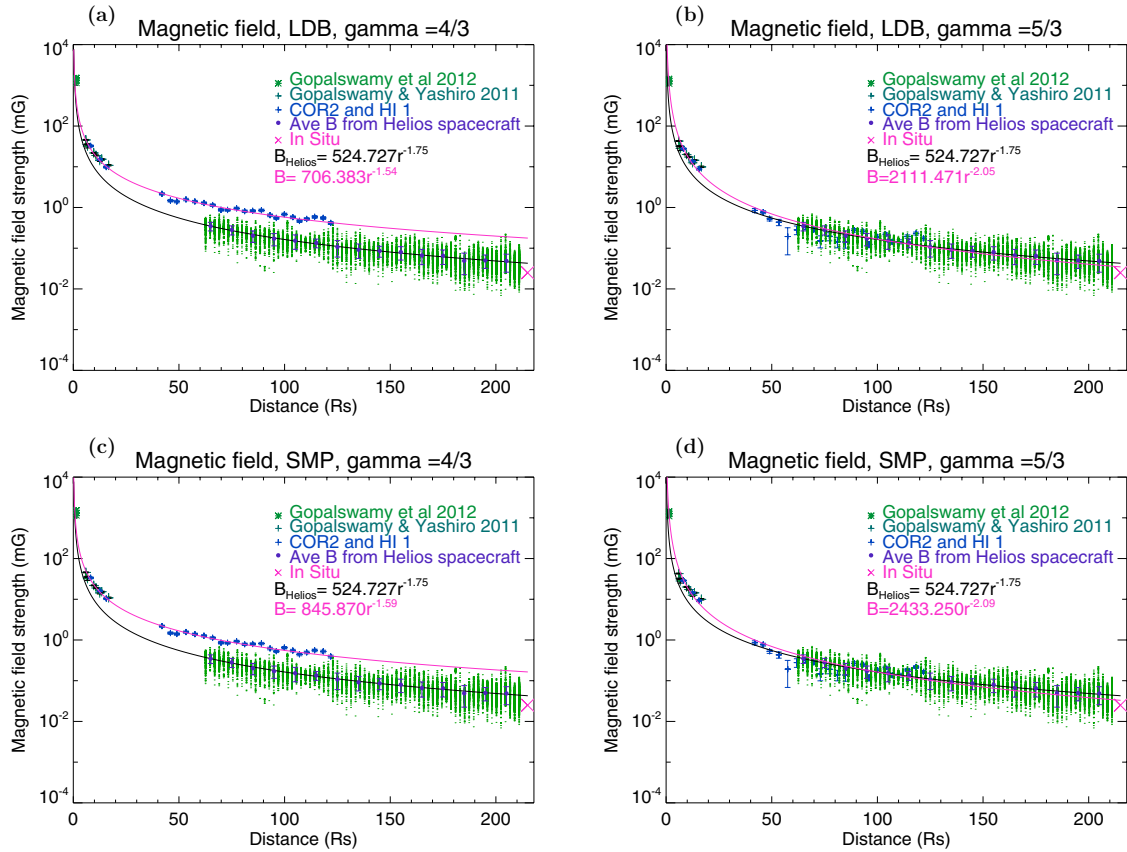 (a)
Magnetic field, LDB, gamma =4/3
Magnetic field strength (mG)
10^4
10^2
10^0
10^-2
10^-4
Gopalswamy et al 2012
Gopalswamy & Yashiro 2011
COR2 and HI 1
Ave B from Helios spacecraft
In Situ
B_Helios= 524.727r^-1.75
B= 706.383r^-1.54
0 50 100 150 200
Distance (Rs)
(b)
Magnetic field, LDB, gamma =5/3
Magnetic field strength (mG)
10^4
10^2
10^0
10^-2
10^-4
Gopalswamy et al 2012
Gopalswamy & Yashiro 2011
COR2 and HI 1
Ave B from Helios spacecraft
In Situ
B_Helios= 524.727r^-1.75
B=2111.471r^-2.05
0 50 100 150 200
Distance (Rs)
(c)
Magnetic field, SMP, gamma =4/3
Magnetic field strength (mG)
10^4
10^2
10^0
10^-2
10^-4
Gopalswamy et al 2012
Gopalswamy & Yashiro 2011
COR2 and HI 1
Ave B from Helios spacecraft
In Situ
B_Helios= 524.727r^-1.75
B= 845.870r^-1.59
0 50 100 150 200
Distance (Rs)
(d)
Magnetic field, SMP, gamma =5/3
Magnetic field strength (mG)
10^4
10^2
10^0
10^-2
10^-4
Gopalswamy et al 2012
Gopalswamy & Yashiro 2011
COR2 and HI 1
Ave B from Helios spacecraft
In Situ
B_Helios= 524.727r^-1.75
B=2433.250r^-2.09
0 50 100 150 200
Distance (Rs)